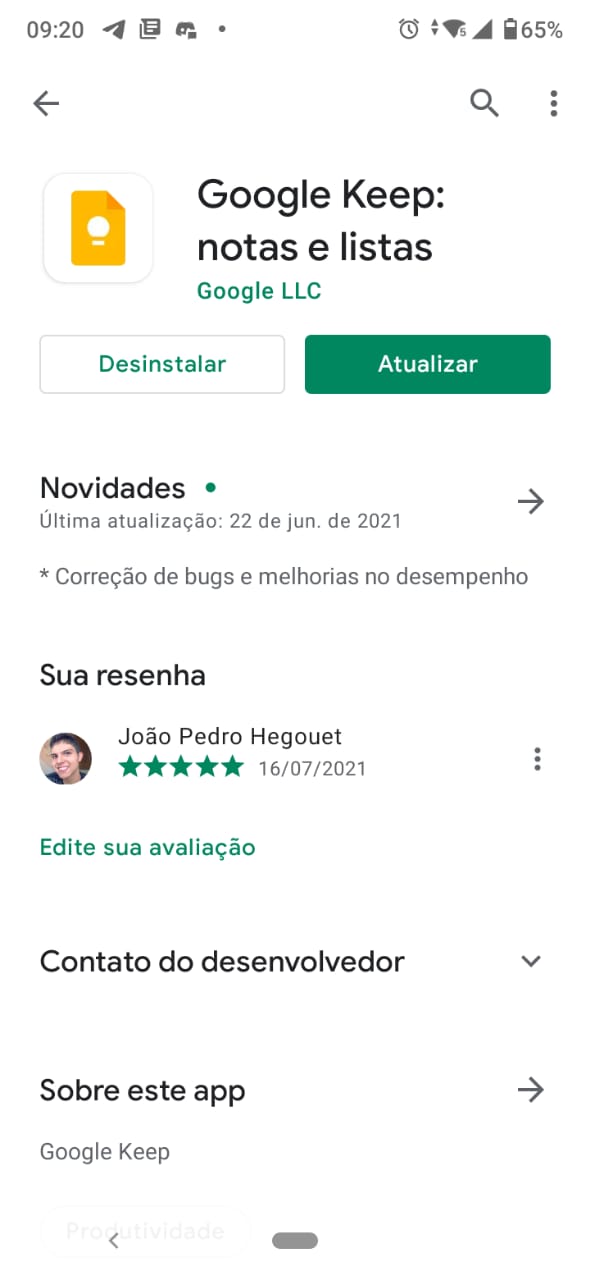 09:20
65%
Google Keep:
notas e listas
Google LLC
Desinstalar
Atualizar
Novidades
Última atualização: 22 de jun. de 2021
* Correção de bugs e melhorias no desempenho
Sua resenha
João Pedro Hegouet
16/07/2021
Edite sua avaliação
Contato do desenvolvedor
Sobre este app
Google Keep
Produtividade